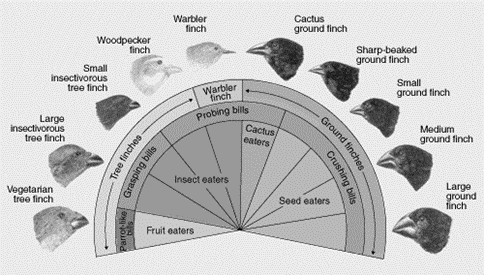 Warbler
finch
Woodpecker
finch
Small
insectivorous
tree finch
Large
insectivorous
tree finch
Vegetarian
tree finch
Cactus
ground finch
Sharp-beaked
ground finch
Small
ground finch
Medium
ground finch
Large
ground
finch
Tree finches
Warbler
finch
Ground finches
Parrot-like
bills
Grasping bills
Probing bills
Crushing bills
Fruit eaters
Insect eaters
Cactus
eaters
Seed eaters